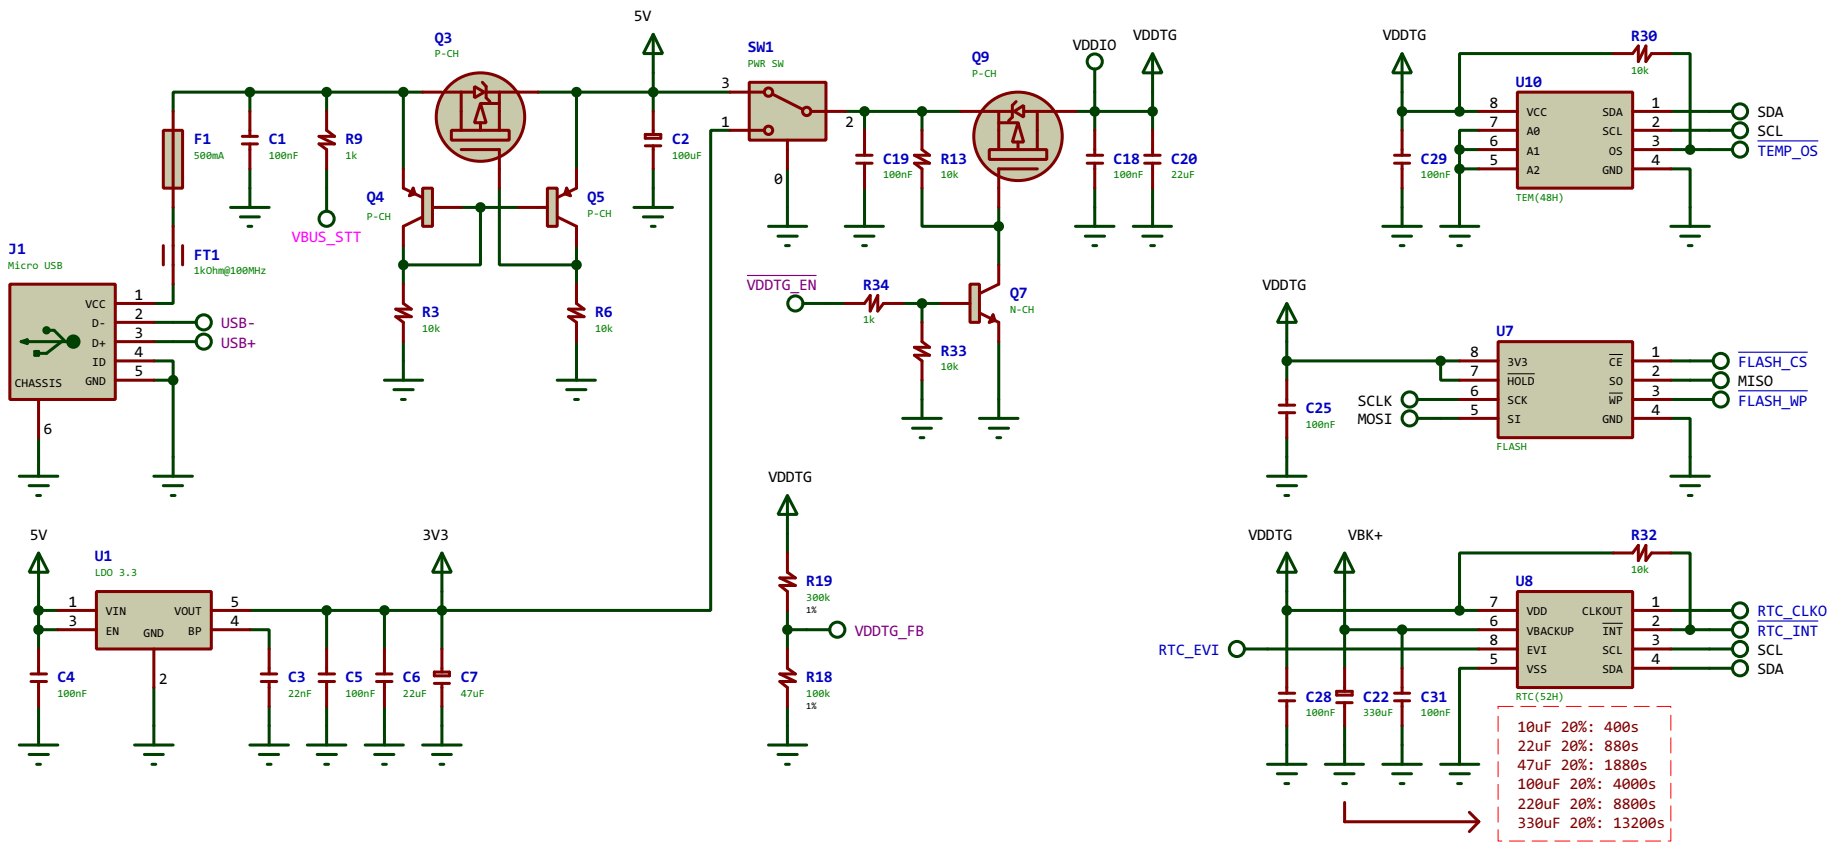 5V
Q3
P-CH
SW1
PWR SW
3
1
2
0
Q9
P-CH
VDDIO
VDDTG
F1
500mA
C1
100nF
R9
1k
VBUS_STT
Q4
P-CH
Q5
P-CH
C2
100uF
C19
100nF
R13
10k
C18
100nF
C20
22uF
FT1
1kOhm@100MHz
J1
Micro USB
VCC
D-
D+
ID
GND
CHASSIS
1
2
3
4
5
6
USB-
USB+
R3
10k
R6
10k
VDDTG_EN
R34
1k
Q7
N-CH
R33
10k
VDDTG
R30
10k
U10
VCC
A0
A1
A2
SDA
SCL
OS
GND
8
7
6
5
1
2
3
4
SDA
SCL
TEMP_OS
C29
100nF
TEM(48H)
VDDTG
U7
3V3
HOLD
SCK
SI
CE
SO
WP
GND
8
7
6
5
1
2
3
4
SCLK
MOSI
FLASH_CS
MISO
FLASH_WP
C25
100nF
FLASH
5V
U1
LDO 3.3
VIN
EN
GND
VOUT
BP
1
3
5
4
2
3V3
C4
100nF
C3
22nF
C5
100nF
C6
22uF
C7
47uF
VDDTG
R19
300k
1%
VDDTG_FB
R18
100k
1%
VDDTG
VBK+
R32
10k
U8
VDD
VBACKUP
EVI
VSS
CLKOUT
INT
SCL
SDA
7
6
8
5
1
2
3
4
RTC_EVI
RTC_CLKO
RTC_INT
SCL
SDA
C28
100nF
C22
330uF
C31
100nF
RTC(52H)
10uF 20%: 400s
22uF 20%: 880s
47uF 20%: 1880s
100uF 20%: 4000s
220uF 20%: 8800s
330uF 20%: 13200s